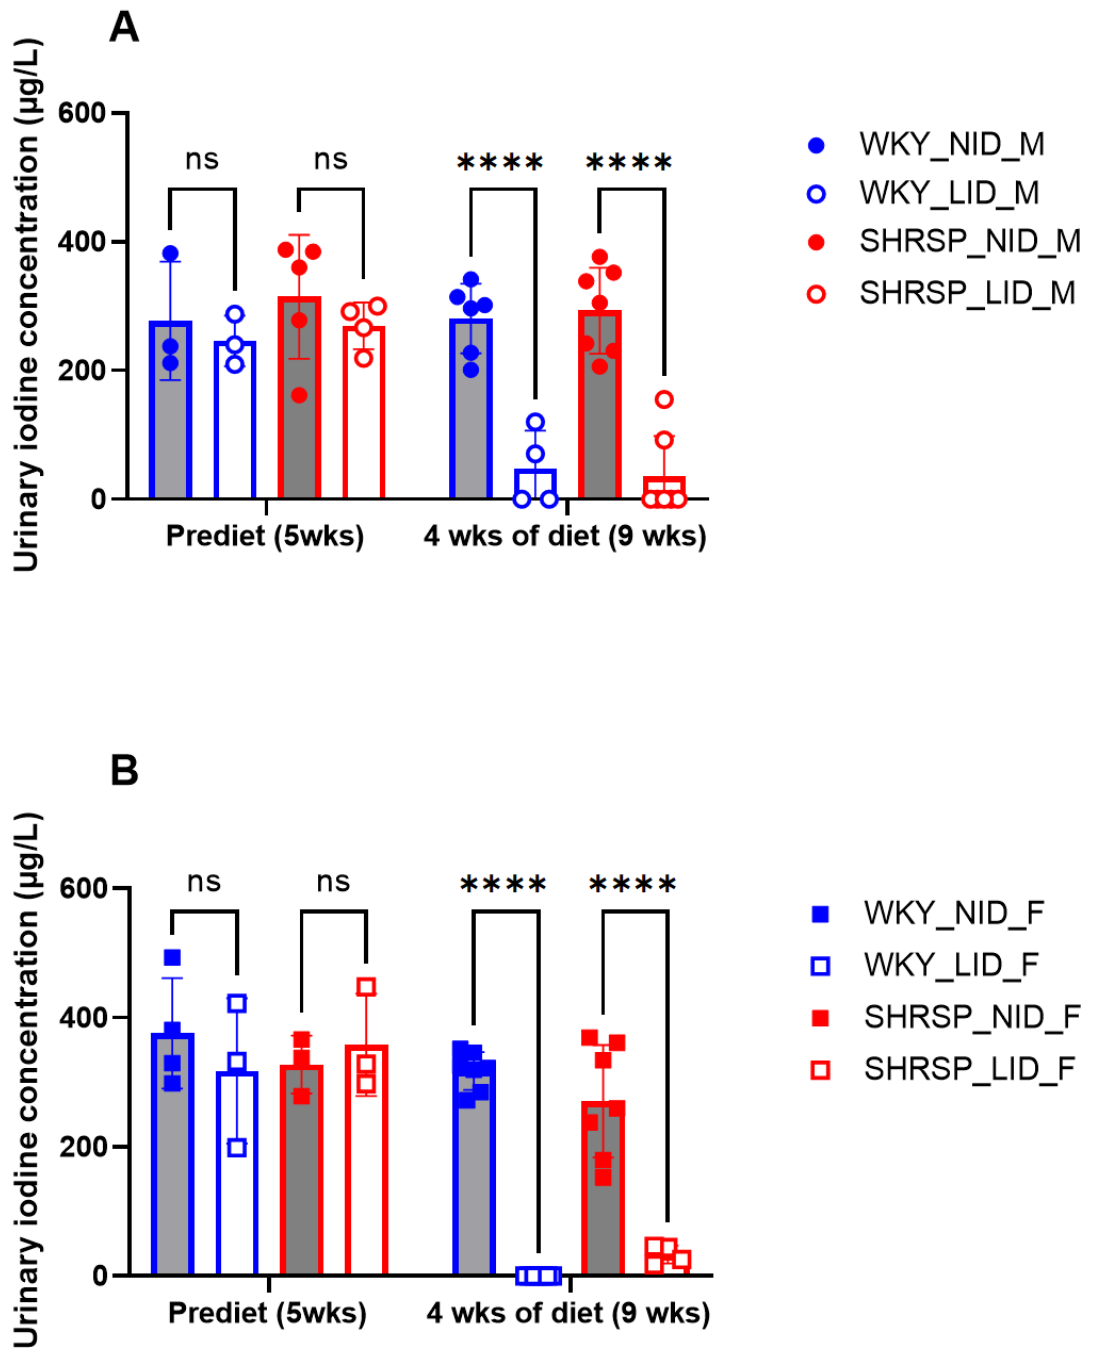 A
Urinary iodine concentration (µg/L)
600
400
200
0
ns
ns
****
****
Prediet (5wks)
4 wks of diet (9 wks)
WKY_NID_M
WKY_LID_M
SHRSP_NID_M
SHRSP_LID_M
B
Urinary iodine concentration (µg/L)
600
400
200
0
ns
ns
****
****
Prediet (5wks)
4 wks of diet (9 wks)
WKY_NID_F
WKY_LID_F
SHRSP_NID_F
SHRSP_LID_F